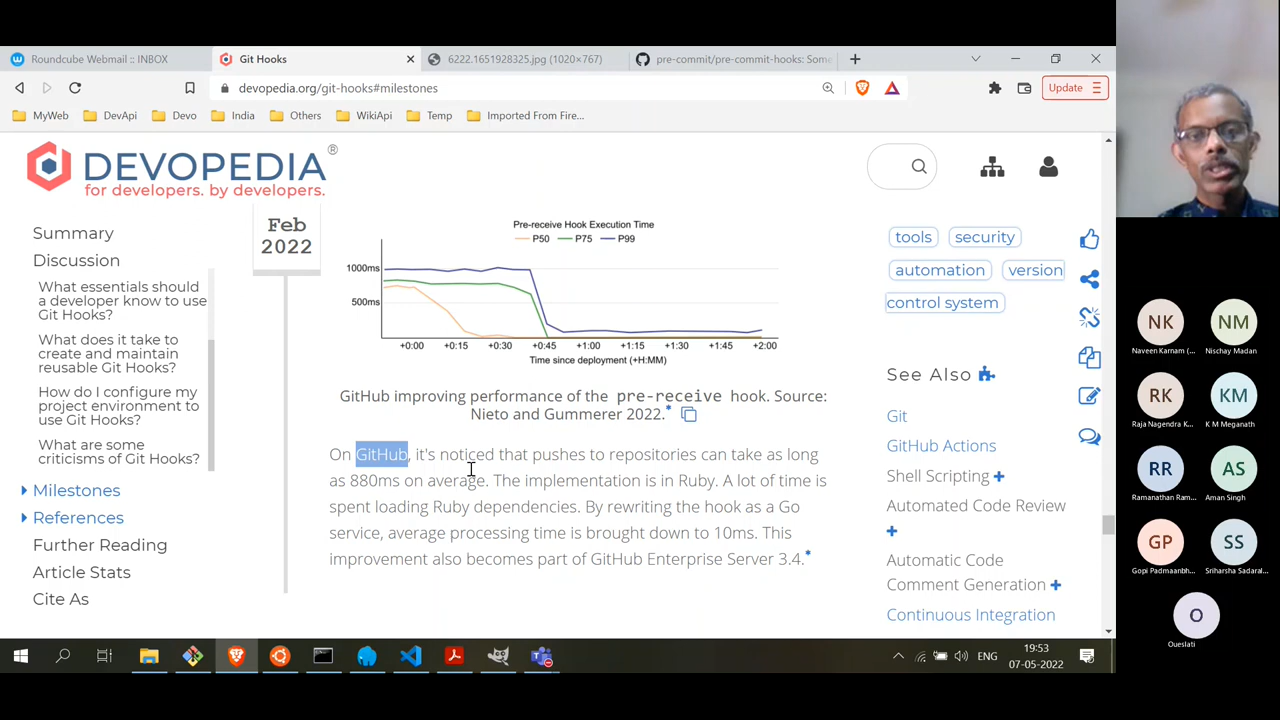 Roundcube Webmail :: INBOX
Git Hooks
6222.1651928325.jpg (1020×767)
pre-commit/pre-commit-hooks: Som
devopedia.org/git-hooks#milestones
Update
MyWeb
DevApi
Devo
India
Others
WikiApi
Temp
Imported From Fire...
DEVOPEDIA®
for developers. by developers.
Summary
Discussion
What essentials should
a developer know to use
Git Hooks?
What does it take to
create and maintain
reusable Git Hooks?
How do I configure my
project environment to
use Git Hooks?
What are some
criticisms of Git Hooks?
Milestones
References
Further Reading
Article Stats
Cite As
Feb
2022
Pre-receive Hook Execution Time
P50 P75 P99
1000ms
500ms
+0:00 +0:15 +0:30 +0:45 +1:00 +1:15 +1:30 +1:45 +2:00
Time since deployment (+H:MM)
GitHub improving performance of the pre-receive hook. Source:
Nieto and Gummerer 2022.*
On GitHub, it's noticed that pushes to repositories can take as long
as 880ms on average. The implementation is in Ruby. A lot of time is
spent loading Ruby dependencies. By rewriting the hook as a Go
service, average processing time is brought down to 10ms. This
improvement also becomes part of GitHub Enterprise Server 3.4.*
tools security
automation version
control system
See Also
Git
GitHub Actions
Shell Scripting +
Automated Code Review
+
Automatic Code
Comment Generation +
Continuous Integration
ENG
19:53
07-05-2022
NK NM
Naveen Karnam (... Nischay Madan
RK KM
Raja Nagendra K... K M Meganath
RR AS
Ramanathan Ram... Aman Singh
GP SS
Gopi Padmaanbh... Sriharsha Sadaral...
O
Oueslati